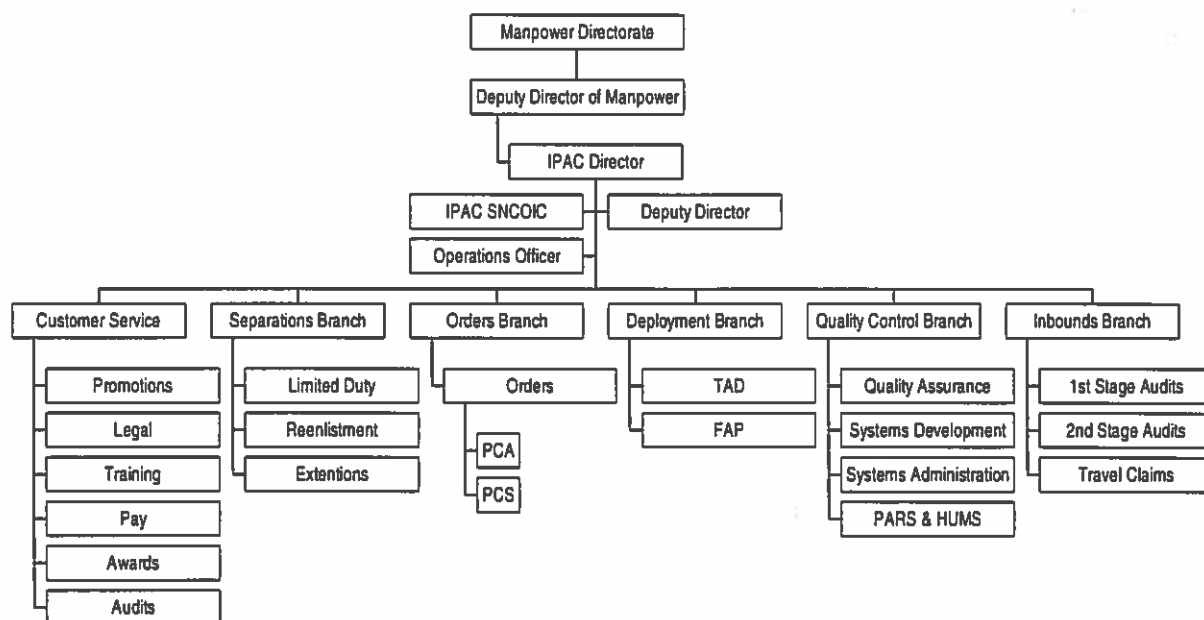 Manpower Directorate
Deputy Director of Manpower
IPAC Director
IPAC SNCOIC
Deputy Director
Operations Officer
Customer Service
Promotions
Legal
Training
Pay
Awards
Audits
Separations Branch
Limited Duty
Reenlistment
Extentions
Orders Branch
Orders
PCA
PCS
Deployment Branch
TAD
FAP
Quality Control Branch
Quality Assurance
Systems Development
Systems Administration
PARS & HUMS
Inbounds Branch
1st Stage Audits
2nd Stage Audits
Travel Claims